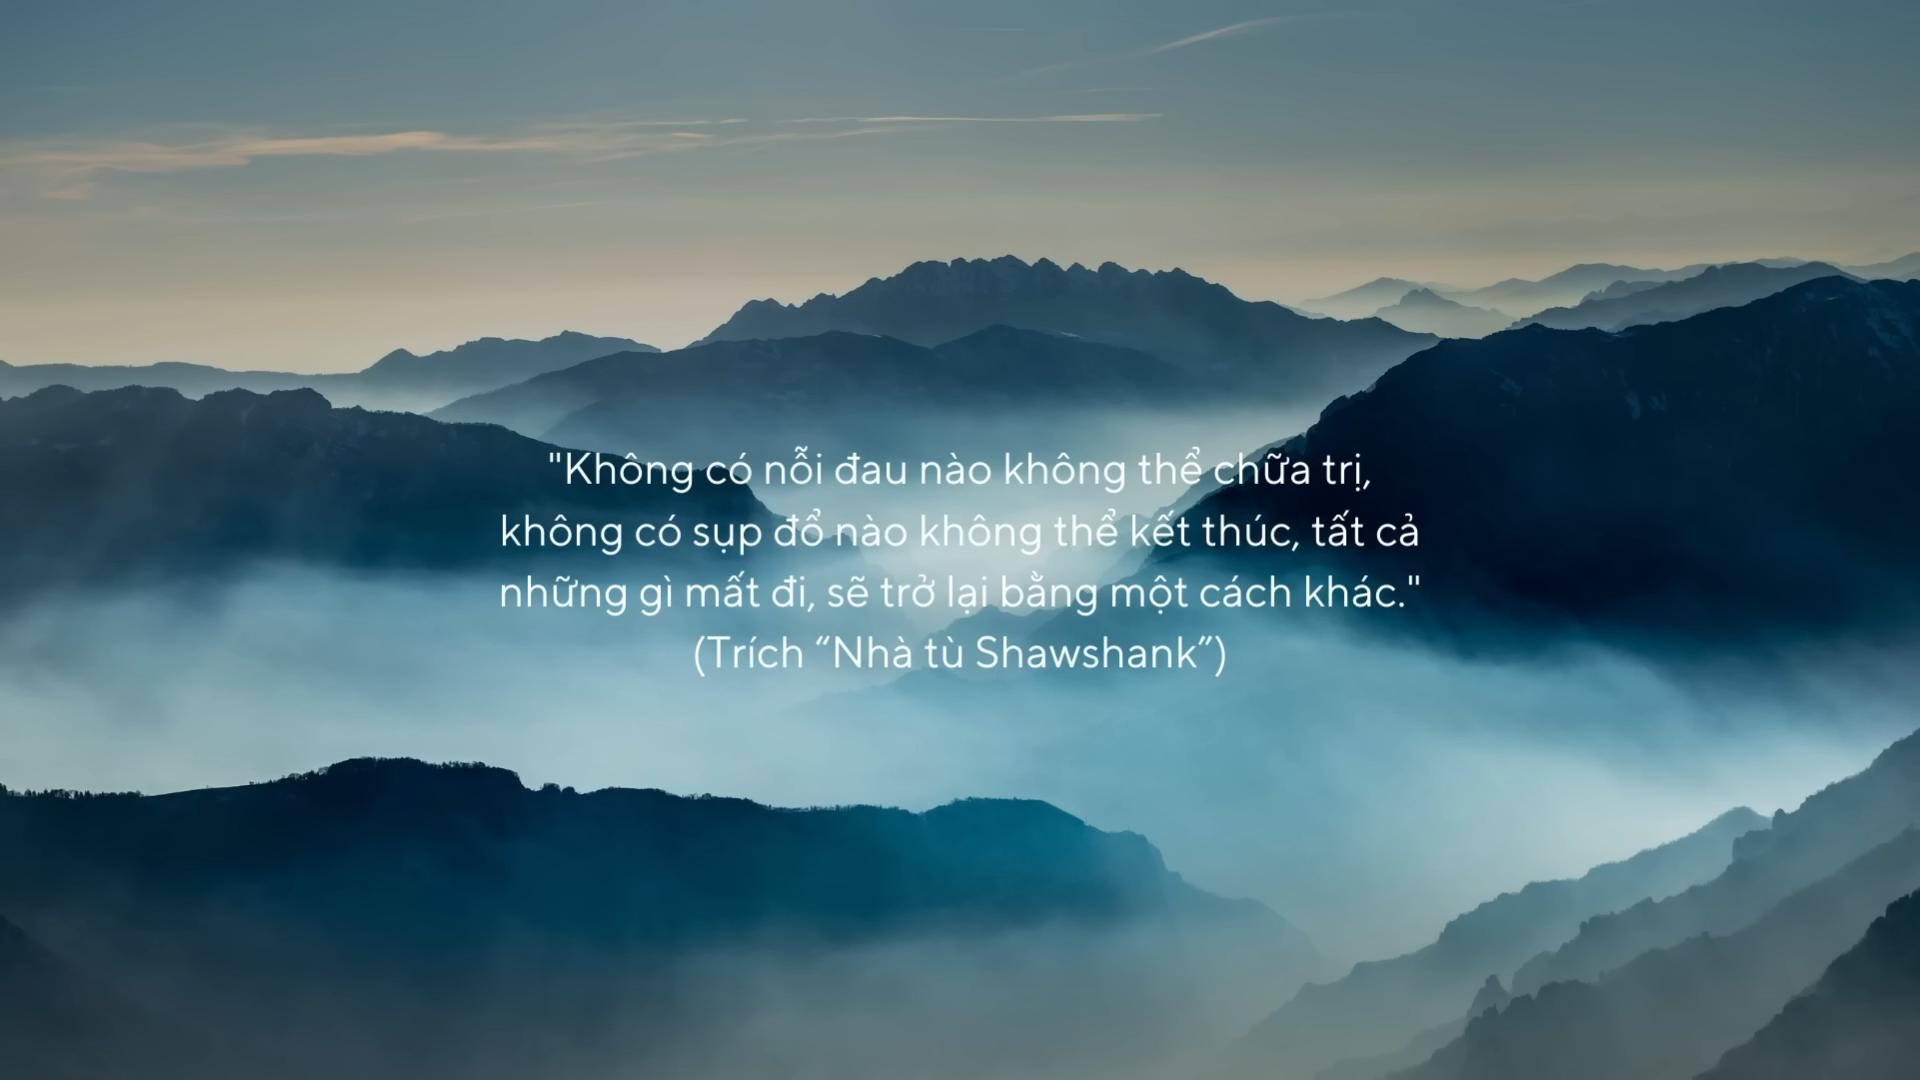 "Không có nỗi đau nào không thể chữa trị,
không có sụp đổ nào không thể kết thúc, tất cả
những gì mất đi, sẽ trở lại bằng một cách khác."
(Trích “Nhà tù Shawshank”)